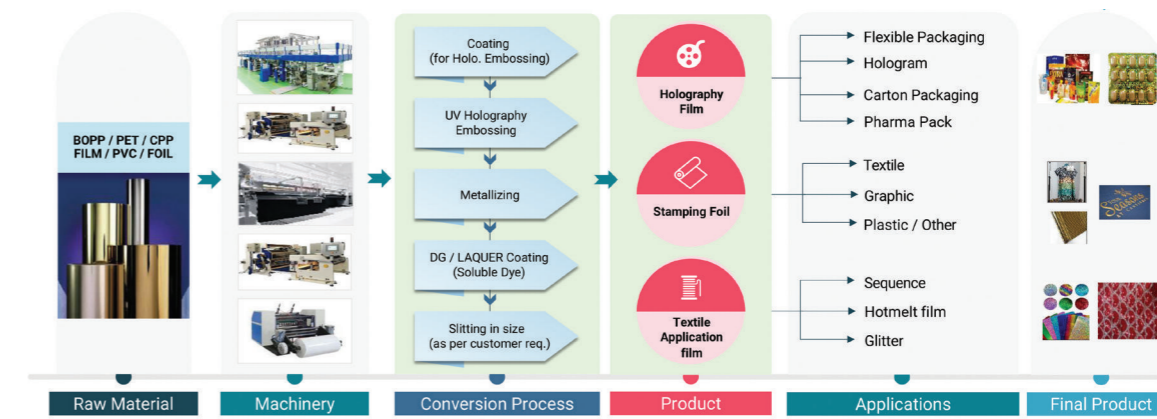 BOPP / PET / CPP
FILM / PVC / FOIL
Coating
(for Holo. Embossing)
UV Holography
Embossing
Metallizing
DG / LAQUER Coating
(Soluble Dye)
Slitting in size
(as per customer req.)
Holography
Film
Stamping Foil
Textile
Application
film
Flexible Packaging
Hologram
Carton Packaging
Pharma Pack
Textile
Graphic
Plastic / Other
Sequence
Hotmelt film
Glitter
Seasons
Raw Material
Machinery
Conversion Process
Product
Applications
Final Product